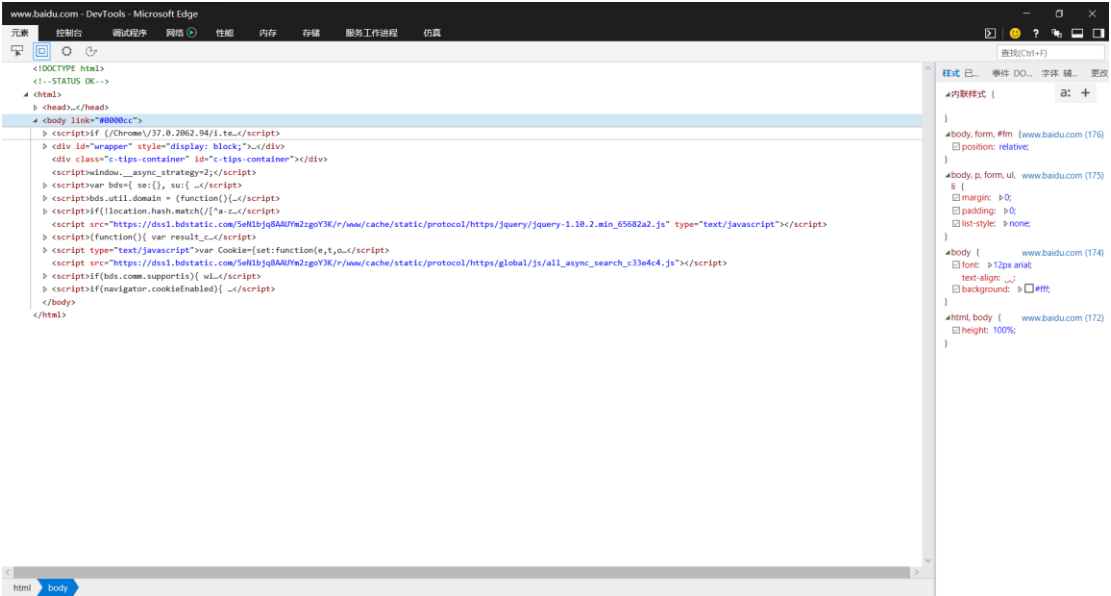 www.baidu.com - DevTools - Microsoft Edge
元素 控制台 调试程序 网络 性能 内存 存储 服务工作进程 仿真
查找(Ctrl+F)
<!DOCTYPE html>
<!--STATUS OK-->
<html>
<head>…</head>
<body link="#0000cc">
<script>if (/Chrome\/37.0.2062.94/i.te…</script>
<div id="wrapper" style="display: block;">…</div>
<div class="c-tips-container" id="c-tips-container"></div>
<script>window.__async_strategy=2;</script>
<script>var bds={ se:{}, su:{ …</script>
<script>bds.util.domain = (function(){…</script>
<script>if(!location.hash.match(/[^a-z…</script>
<script src="https://dss1.bdstatic.com/5eN1bjq8AAUYm2zgoY3K/r/www/cache/static/protocol/https/jquery/jquery-1.10.2.min_65682a2.js" type="text/javascript"></script>
<script>(function(){ var result_c…</script>
<script type="text/javascript">var Cookie={set:function(e,t,o…</script>
<script src="https://dss1.bdstatic.com/5eN1bjq8AAUYm2zgoY3K/r/www/cache/static/protocol/https/global/js/all_async_search_c33e4c4.js"></script>
<script>if(bds.comm.supportis){ wi…</script>
<script>if(navigator.cookieEnabled){ …</script>
</body>
</html>
html body
样式 已... 事件 DO... 字体 辅... 更改
内联样式 {
a: +
}
body, form, #fm { www.baidu.com (176)
position: relative;
}
body, p, form, ul, www.baidu.com (175)
li {
margin: 0;
padding: 0;
list-style: none;
}
body { www.baidu.com (174)
font: 12px arial;
text-align: ;
background: #fff;
}
html, body { www.baidu.com (172)
height: 100%;
}